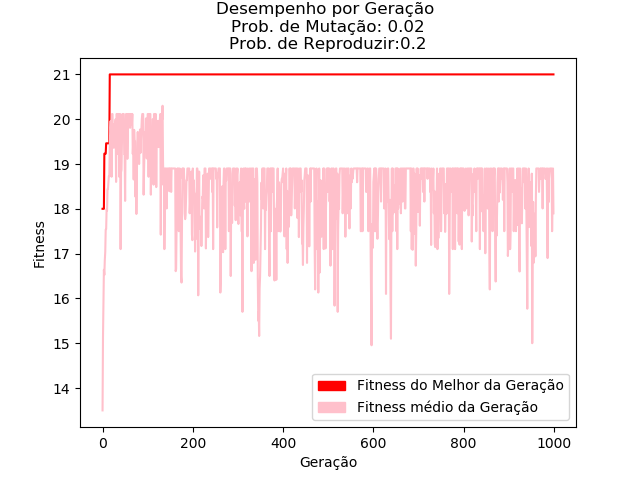 Desempenho por Geração
Prob. de Mutação: 0.02
Prob. de Reproduzir:0.2
21
20
19
18
17
16
15
14
Fitness
Fitness do Melhor da Geração
Fitness médio da Geração
0
200
400
600
800
1000
Geração